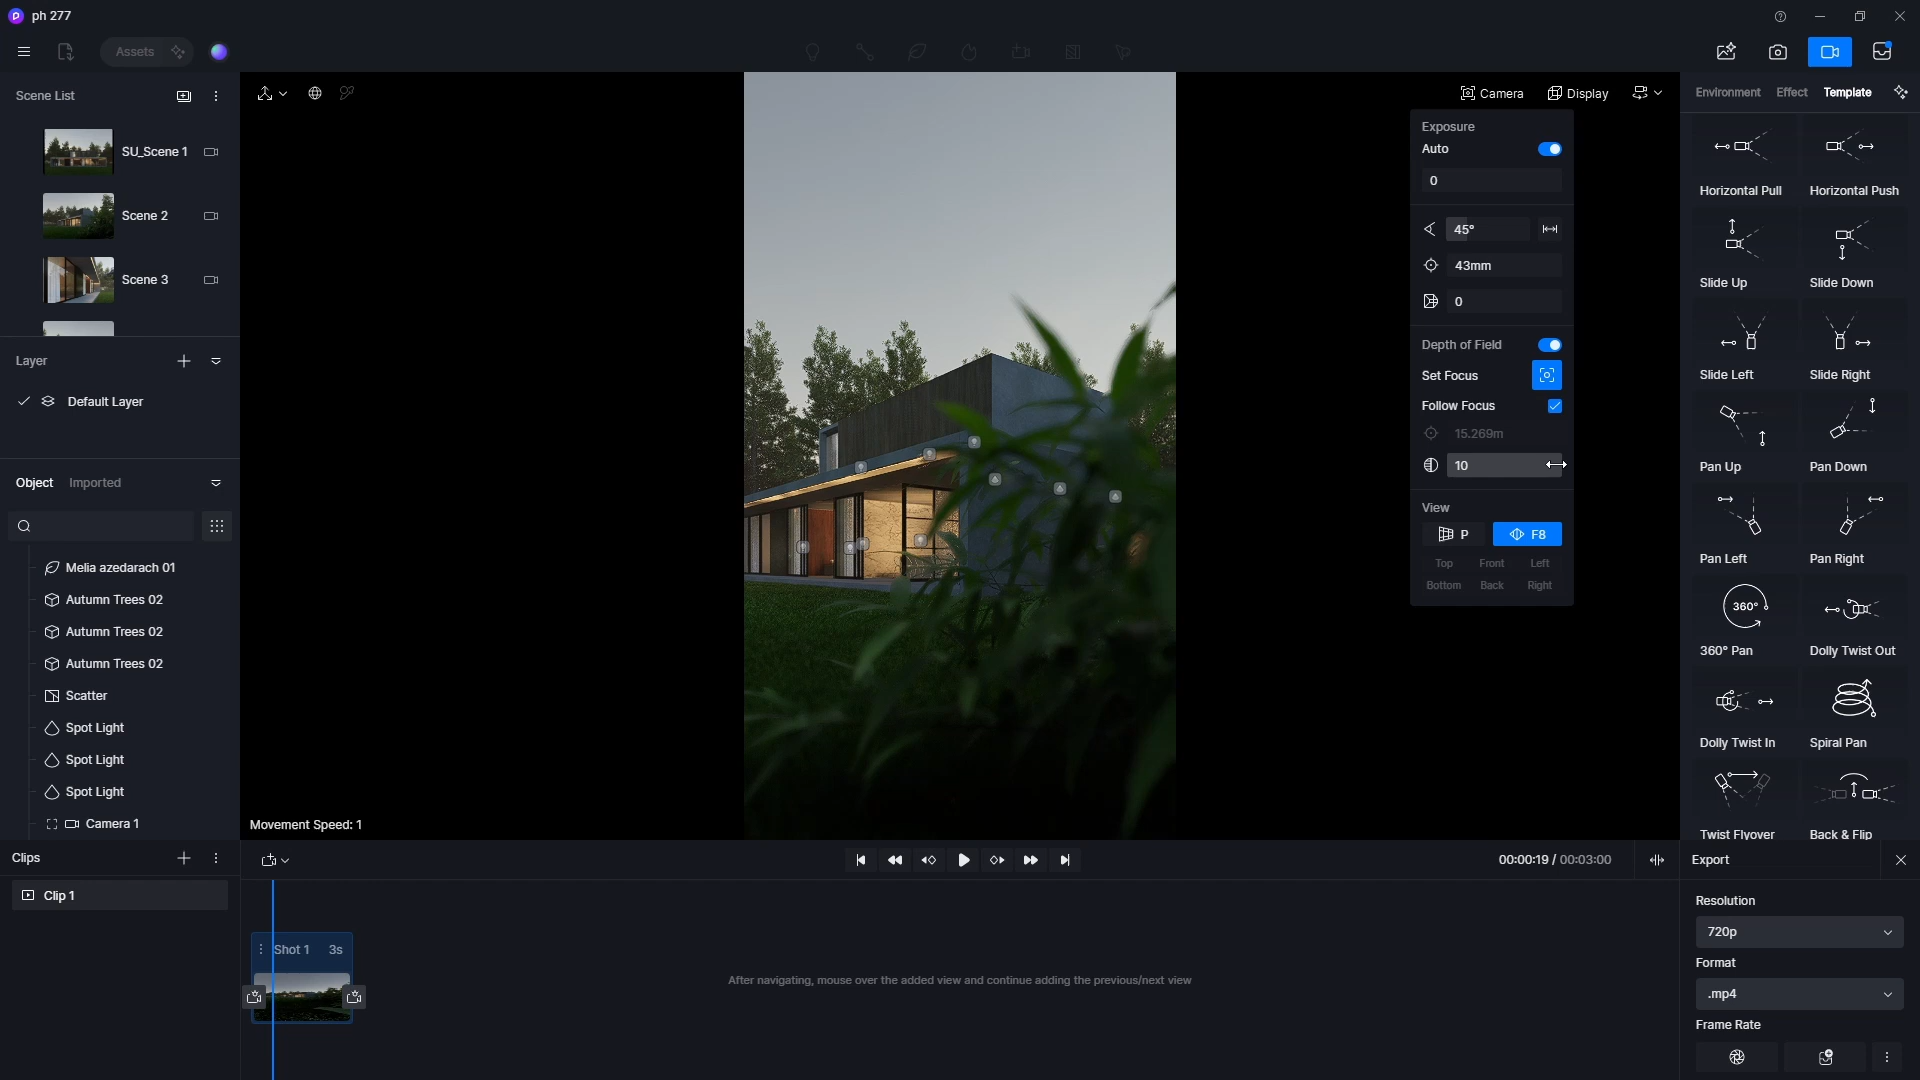 ph 277
Assets
Scene List
SU_Scene 1
Scene 2
Scene 3
Layer
Default Layer
Object
Imported
Melia azedarach 01
Autumn Trees 02
Autumn Trees 02
Autumn Trees 02
Scatter
Spot Light
Spot Light
Spot Light
Camera 1
Clips
Clip 1
Camera
Display
Exposure
Auto
0
45°
43mm
0
Depth of Field
Set Focus
Follow Focus
15.269m
10
View
P
F8
Top Front Left
Bottom Back Right
Movement Speed: 1
00:00:19 / 00:03:00
Shot 1 3s
After navigating, mouse over the added view and continue adding the previous/next view
Environment Effect Template
Horizontal Pull
Horizontal Push
Slide Up
Slide Down
Slide Left
Slide Right
Pan Up
Pan Down
Pan Left
Pan Right
360°
360° Pan
Dolly Twist Out
Dolly Twist In
Spiral Pan
Twist Flyover
Back & Flip
Export
Resolution
720p
Format
.mp4
Frame Rate